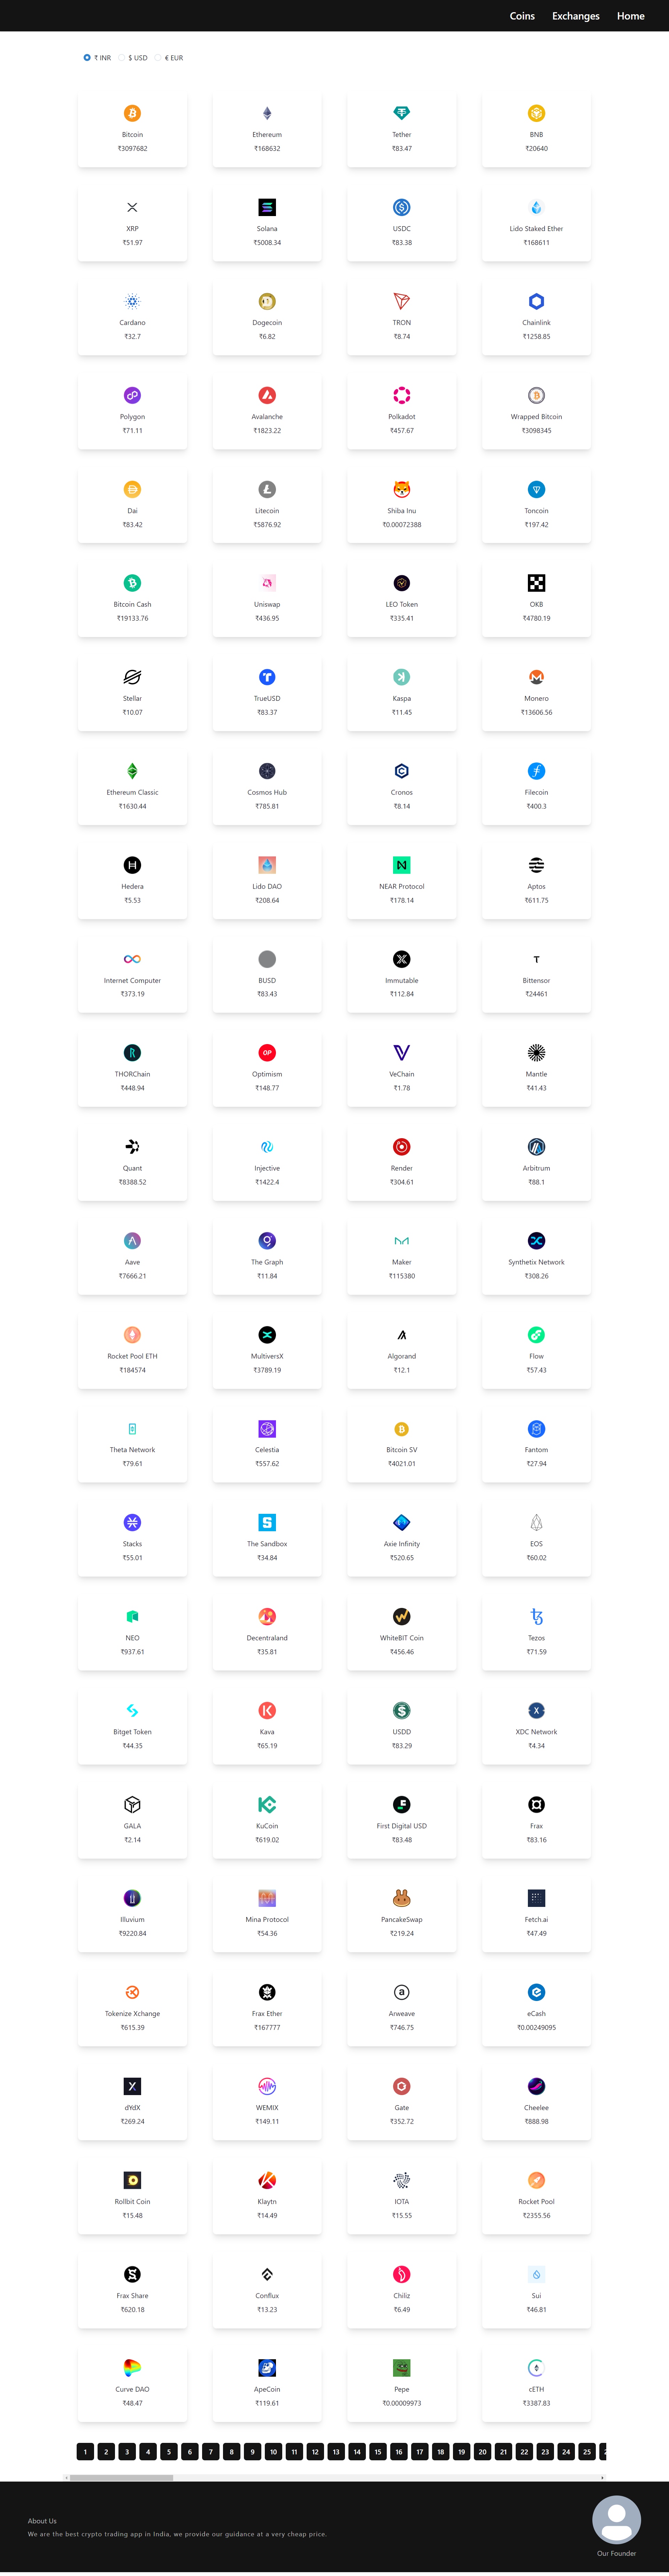 Coins Exchanges Home
₹ INR $ USD € EUR
Bitcoin Ethereum Tether BNB
₹3097682 ₹168632 ₹83.47 ₹20640
XRP Solana USDC Lido Staked Ether
₹51.97 ₹5008.34 ₹83.38 ₹168611
Cardano Dogecoin TRON Chainlink
₹32.7 ₹6.82 ₹8.74 ₹1258.85
Polygon Avalanche Polkadot Wrapped Bitcoin
₹71.11 ₹1823.22 ₹457.67 ₹3098345
Dai Litecoin Shiba Inu Toncoin
₹83.42 ₹5876.92 ₹0.00072388 ₹197.42
Bitcoin Cash Uniswap LEO Token OKB
₹19133.76 ₹436.95 ₹335.41 ₹4780.19
Stellar TrueUSD Kaspa Monero
₹10.07 ₹83.37 ₹11.45 ₹13606.56
Ethereum Classic Cosmos Hub Cronos Filecoin
₹1630.44 ₹785.81 ₹8.14 ₹400.3
Hedera Lido DAO NEAR Protocol Aptos
₹5.53 ₹208.64 ₹178.14 ₹611.75
Internet Computer BUSD Immutable Bittensor
₹373.19 ₹83.43 ₹112.84 ₹24461
THORChain Optimism VeChain Mantle
₹448.94 ₹148.77 ₹1.78 ₹41.43
Quant Injective Render Arbitrum
₹8388.52 ₹1422.4 ₹304.61 ₹88.1
Aave The Graph Maker Synthetix Network
₹7666.21 ₹11.84 ₹115380 ₹308.26
Rocket Pool ETH MultiversX Algorand Flow
₹184574 ₹3789.19 ₹12.1 ₹57.43
Theta Network Celestia Bitcoin SV Fantom
₹79.61 ₹557.62 ₹4021.01 ₹27.94
Stacks The Sandbox Axie Infinity EOS
₹55.01 ₹34.84 ₹520.65 ₹60.02
NEO Decentraland WhiteBIT Coin Tezos
₹937.61 ₹35.81 ₹456.46 ₹71.59
Bitget Token Kava USDD XDC Network
₹44.35 ₹65.19 ₹83.29 ₹4.34
GALA KuCoin First Digital USD Frax
₹2.14 ₹619.02 ₹83.48 ₹83.16
Illuvium Mina Protocol PancakeSwap Fetch.ai
₹9220.84 ₹54.36 ₹219.24 ₹47.49
Tokenize Xchange Frax Ether Arweave eCash
₹615.39 ₹167777 ₹746.75 ₹0.00249095
dYdX WEMIX Gate Cheelee
₹269.24 ₹149.11 ₹352.72 ₹888.98
Rollbit Coin Klaytn IOTA Rocket Pool
₹15.48 ₹14.49 ₹15.55 ₹2355.56
Frax Share Conflux Chiliz Sui
₹620.18 ₹13.23 ₹6.49 ₹46.81
Curve DAO ApeCoin Pepe cETH
₹48.47 ₹119.61 ₹0.00009973 ₹3387.83
1 2 3 4 5 6 7 8 9 10 11 12 13 14 15 16 17 18 19 20 21 22 23 24 25
About Us
We are the best crypto trading app in India, we provide our guidance at a very cheap price.
Our Founder